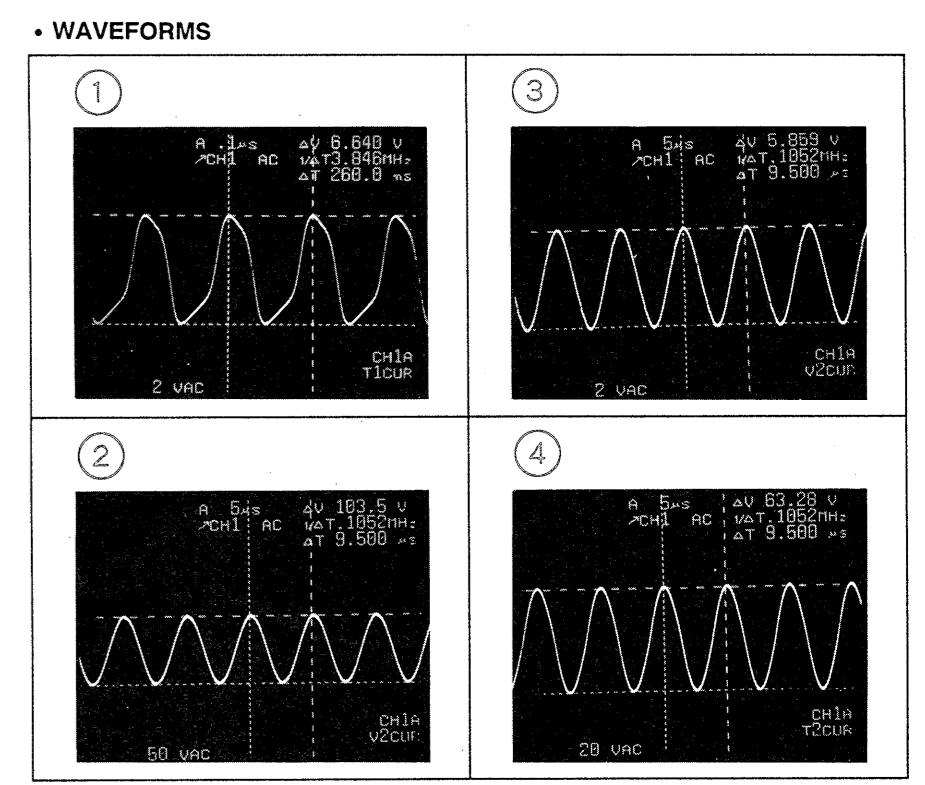 • WAVEFORMS
①
A .1μs ΔV 6.640 V
↗CH1 AC 1/ΔT3.846MHz
ΔT 260.0 ns
CH1A
T1CUR
2 VAC
③
A 5μs ΔV 5.859 V
↗CH1 AC 1/ΔT.1052MHz
ΔT 9.500 μs
CH1A
V2CUR
2 VAC
②
A 5μs ΔV 103.5 V
↗CH1 AC 1/ΔT.1052MHz
ΔT 9.500 μs
CH1A
V2CUR
50 VAC
④
A 5μs ΔV 63.28 V
↗CH1 AC 1/ΔT.1052MHz
ΔT 9.500 μs
CH1A
T2CUR
20 VAC